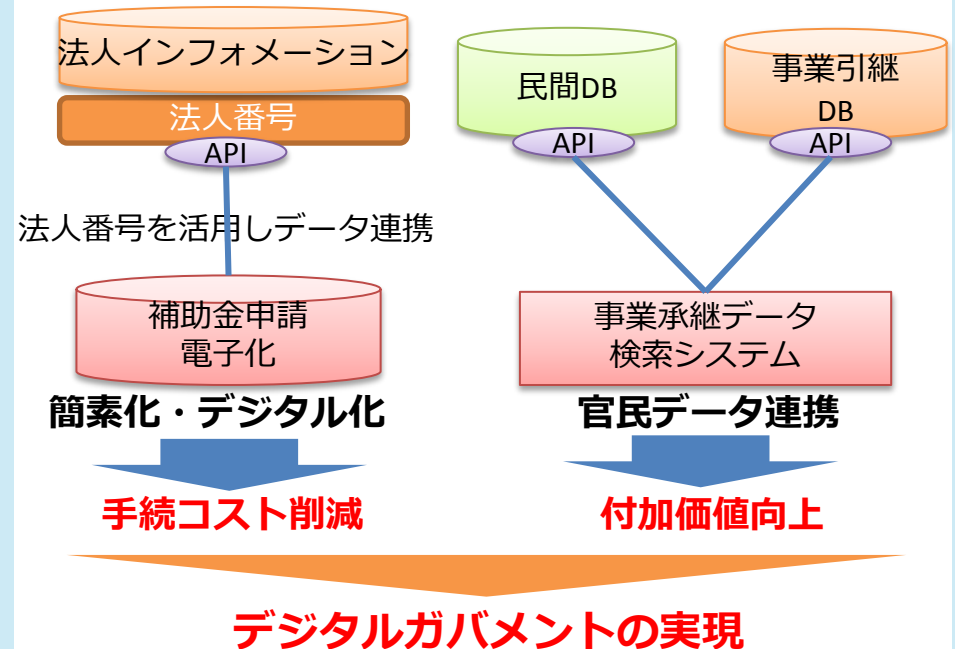 法人インフォメーション
法人番号
API
民間DB
API
事業引継
DB
API
法人番号を活用しデータ連携
補助金申請
電子化
事業承継データ
検索システム
簡素化・デジタル化
官民データ連携
手続コスト削減
付加価値向上
デジタルガバメントの実現